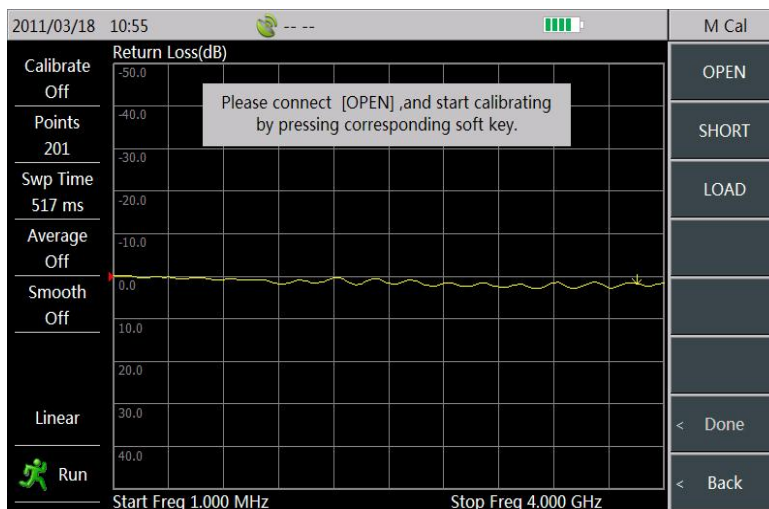 2011/03/18 10:55 -- -- M Cal
Calibrate
Off
Points
201
Swp Time
517 ms
Average
Off
Smooth
Off
Linear
Run
Return Loss(dB)
-50.0
-40.0
-30.0
-20.0
-10.0
0.0
10.0
20.0
30.0
40.0
Please connect [OPEN] ,and start calibrating
by pressing corresponding soft key.
Start Freq 1.000 MHz Stop Freq 4.000 GHz
OPEN
SHORT
LOAD
< Done
< Back